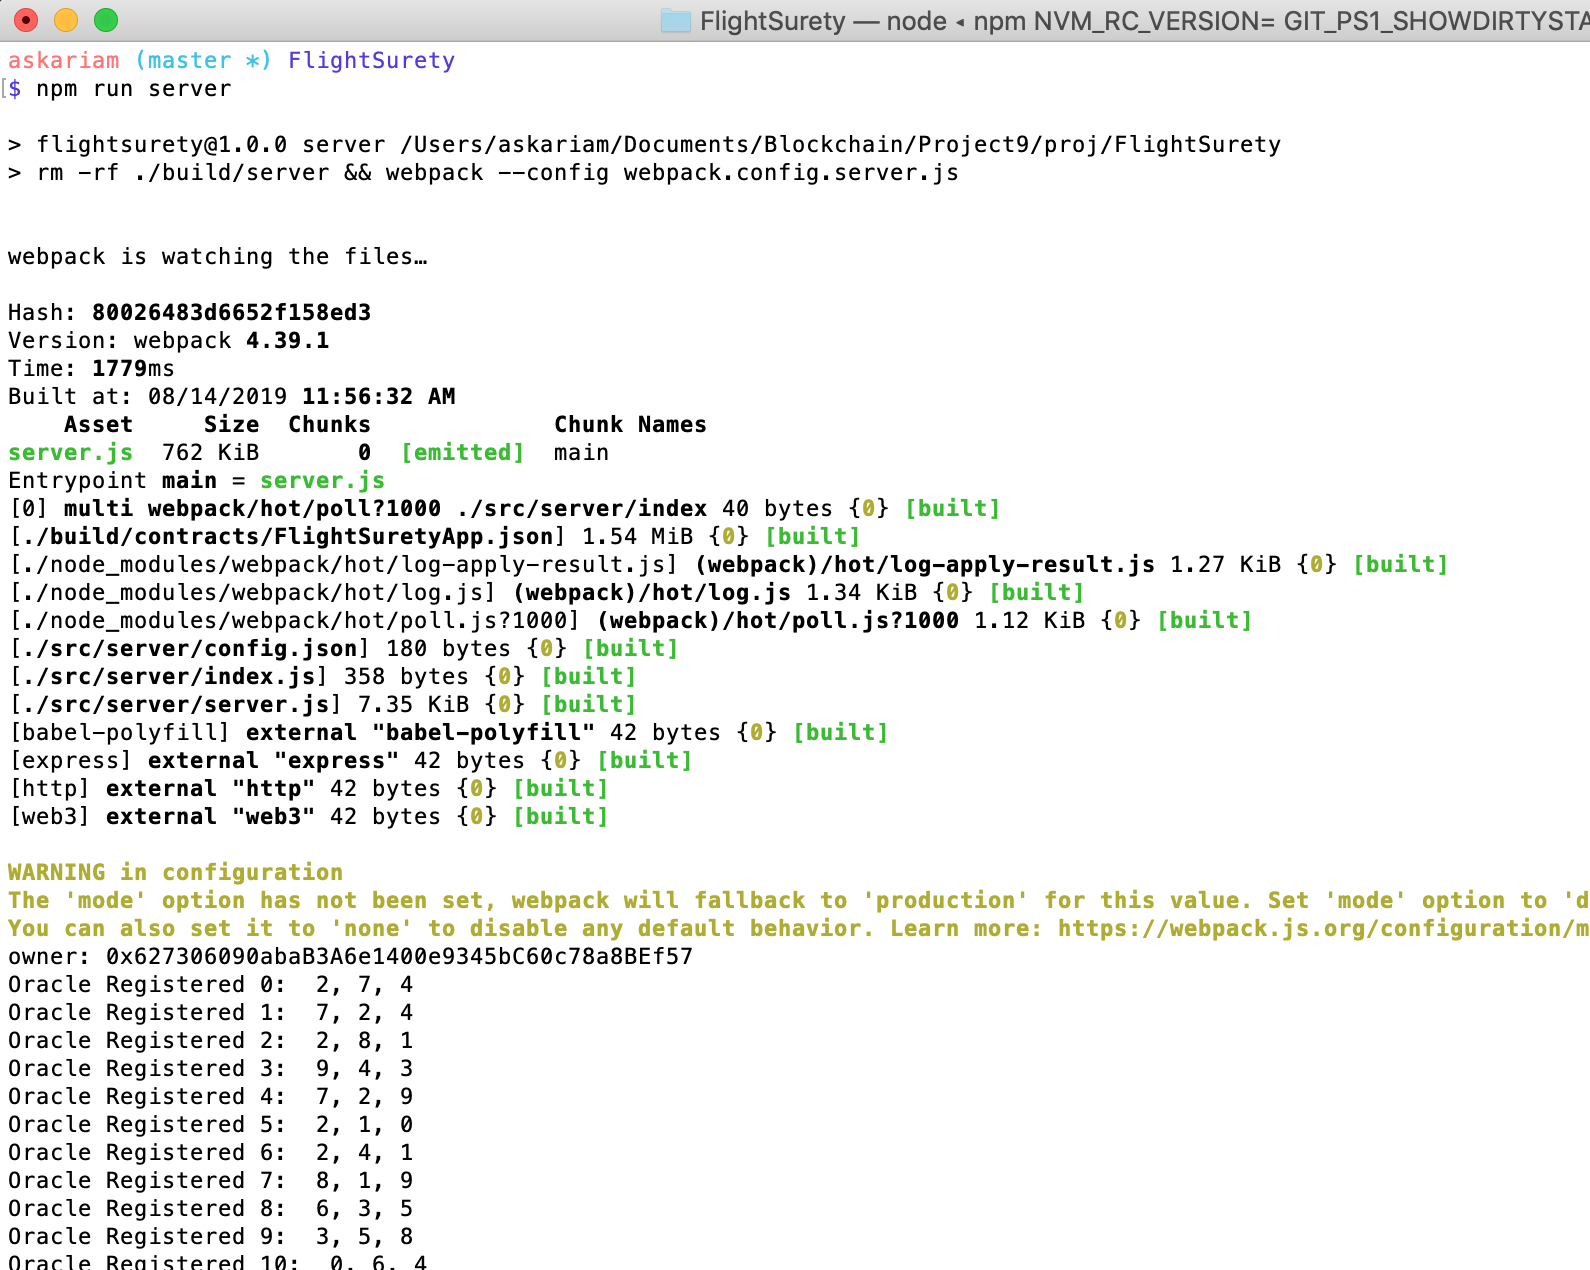 FlightSurety — node ◂ npm NVM_RC_VERSION= GIT_PS1_SHOWDIRTYSTA
askariam (master *) FlightSurety
[$ npm run server
> flightsurety@1.0.0 server /Users/askariam/Documents/Blockchain/Project9/proj/FlightSurety
> rm -rf ./build/server && webpack --config webpack.config.server.js
webpack is watching the files…
Hash: 80026483d6652f158ed3
Version: webpack 4.39.1
Time: 1779ms
Built at: 08/14/2019 11:56:32 AM
Asset Size Chunks Chunk Names
server.js 762 KiB 0 [emitted] main
Entrypoint main = server.js
[0] multi webpack/hot/poll?1000 ./src/server/index 40 bytes {0} [built]
[./build/contracts/FlightSuretyApp.json] 1.54 MiB {0} [built]
[./node_modules/webpack/hot/log-apply-result.js] (webpack)/hot/log-apply-result.js 1.27 KiB {0} [built]
[./node_modules/webpack/hot/log.js] (webpack)/hot/log.js 1.34 KiB {0} [built]
[./node_modules/webpack/hot/poll.js?1000] (webpack)/hot/poll.js?1000 1.12 KiB {0} [built]
[./src/server/config.json] 180 bytes {0} [built]
[./src/server/index.js] 358 bytes {0} [built]
[./src/server/server.js] 7.35 KiB {0} [built]
[babel-polyfill] external "babel-polyfill" 42 bytes {0} [built]
[express] external "express" 42 bytes {0} [built]
[http] external "http" 42 bytes {0} [built]
[web3] external "web3" 42 bytes {0} [built]
WARNING in configuration
The 'mode' option has not been set, webpack will fallback to 'production' for this value. Set 'mode' option to 'd
You can also set it to 'none' to disable any default behavior. Learn more: https://webpack.js.org/configuration/m
owner: 0x627306090abaB3A6e1400e9345bC60c78a8BEf57
Oracle Registered 0: 2, 7, 4
Oracle Registered 1: 7, 2, 4
Oracle Registered 2: 2, 8, 1
Oracle Registered 3: 9, 4, 3
Oracle Registered 4: 7, 2, 9
Oracle Registered 5: 2, 1, 0
Oracle Registered 6: 2, 4, 1
Oracle Registered 7: 8, 1, 9
Oracle Registered 8: 6, 3, 5
Oracle Registered 9: 3, 5, 8
Oracle Registered 10: 0, 6, 4